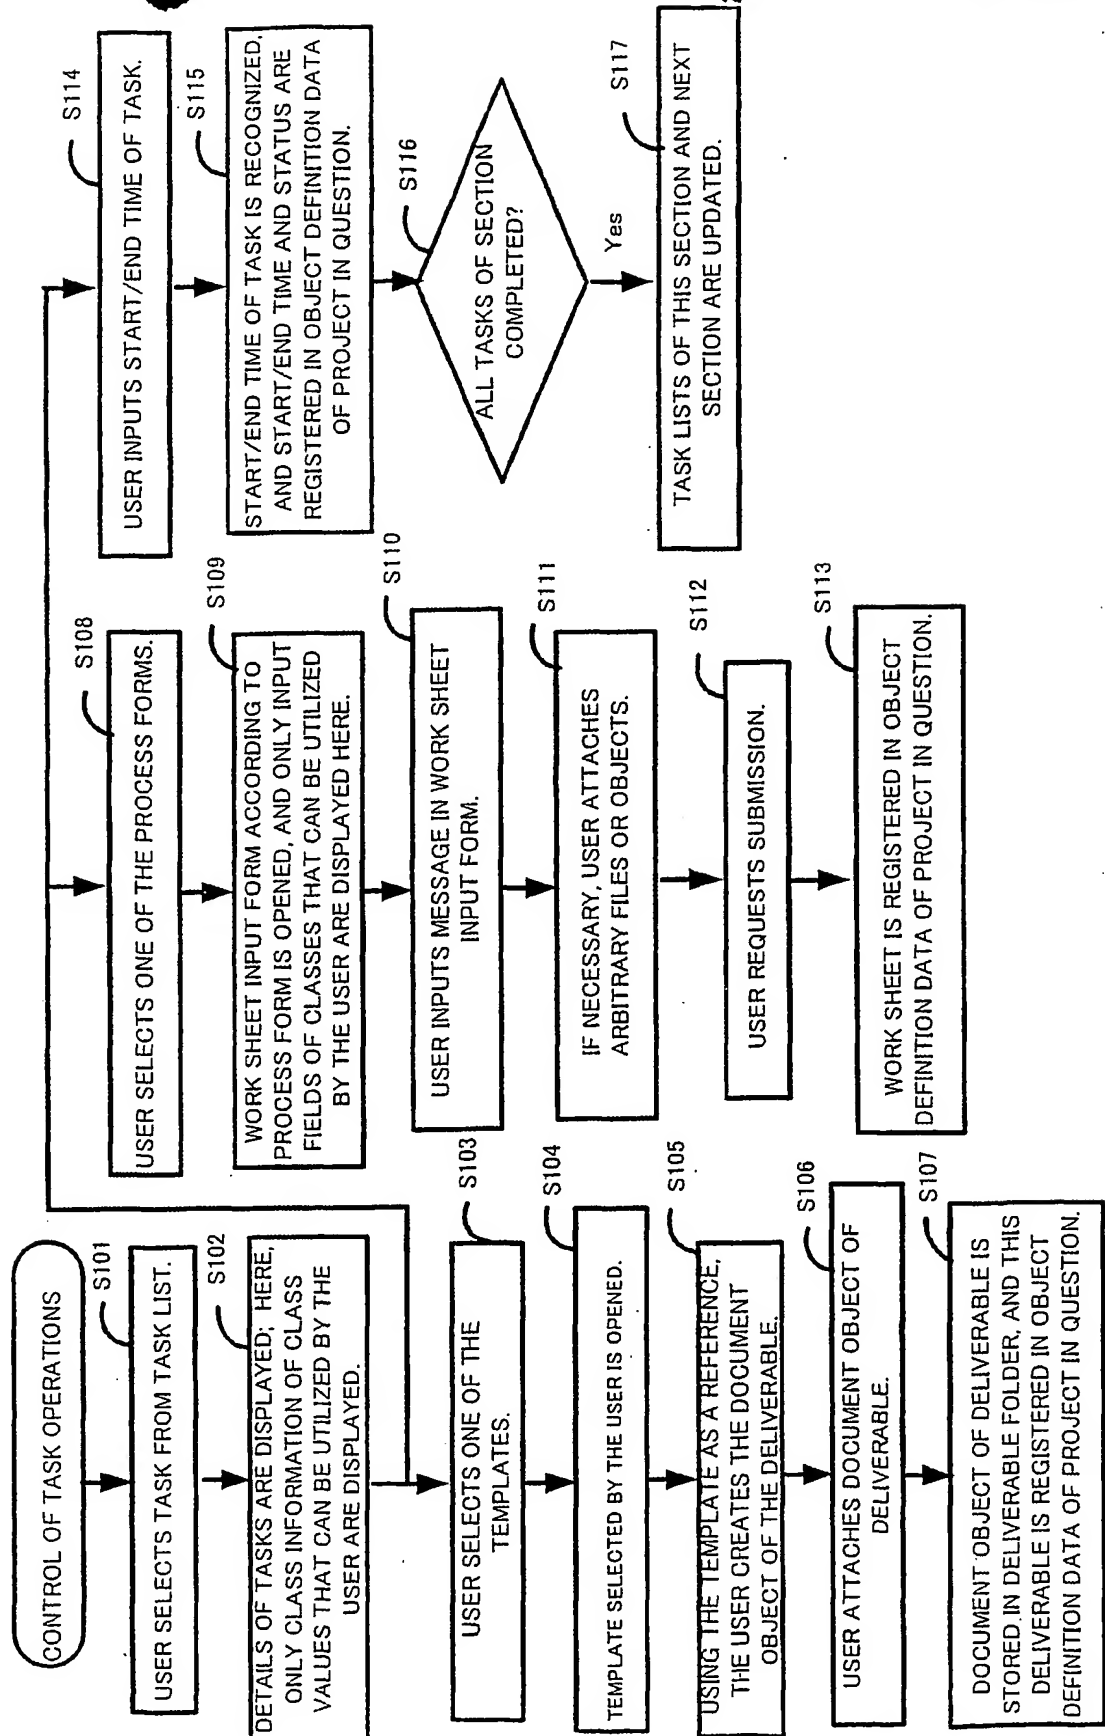 CONTROL OF TASK OPERATIONS
S101
USER SELECTS TASK FROM TASK LIST.
S102
DETAILS OF TASKS ARE DISPLAYED; HERE,
ONLY CLASS INFORMATION OF CLASS
VALUES THAT CAN BE UTILIZED BY THE
USER ARE DISPLAYED.
S103
USER SELECTS ONE OF THE
TEMPLATES.
S104
TEMPLATE SELECTED BY THE USER IS OPENED.
S105
USING THE TEMPLATE AS A REFERENCE,
THE USER CREATES THE DOCUMENT
OBJECT OF THE DELIVERABLE.
S106
USER ATTACHES DOCUMENT OBJECT OF
DELIVERABLE.
S107
DOCUMENT OBJECT OF DELIVERABLE IS
STORED IN DELIVERABLE FOLDER, AND THIS
DELIVERABLE IS REGISTERED IN OBJECT
DEFINITION DATA OF PROJECT IN QUESTION.
S108
USER SELECTS ONE OF THE PROCESS FORMS.
S109
WORK SHEET INPUT FORM ACCORDING TO
PROCESS FORM IS OPENED, AND ONLY INPUT
FIELDS OF CLASSES THAT CAN BE UTILIZED
BY THE USER ARE DISPLAYED HERE.
S110
USER INPUTS MESSAGE IN WORK SHEET
INPUT FORM.
S111
IF NECESSARY, USER ATTACHES
ARBITRARY FILES OR OBJECTS.
S112
USER REQUESTS SUBMISSION.
S113
WORK SHEET IS REGISTERED IN OBJECT
DEFINITION DATA OF PROJECT IN QUESTION.
S114
USER INPUTS START/END TIME OF TASK.
S115
START/END TIME OF TASK IS RECOGNIZED,
AND START/END TIME AND STATUS ARE
REGISTERED IN OBJECT DEFINITION DATA
OF PROJECT IN QUESTION.
S116
ALL TASKS OF SECTION
COMPLETED?
Yes
S117
TASK LISTS OF THIS SECTION AND NEXT
SECTION ARE UPDATED.